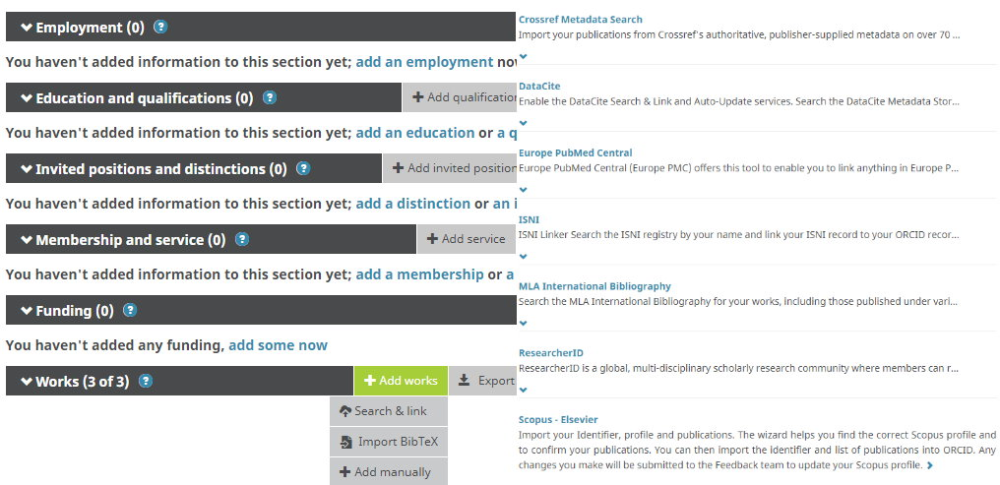 Employment (0) ?
You haven't added information to this section yet; add an employment
Education and qualifications (0) ? Add qualification
You haven't added information to this section yet; add an education or a q
Invited positions and distinctions (0) ? Add invited position
You haven't added information to this section yet; add a distinction or an i
Membership and service (0) ? Add service
You haven't added information to this section yet; add a membership or a
Funding (0) ?
You haven't added any funding, add some now
Works (3 of 3) ? Add works Export
Search & link
Import BibTeX
Add manually
Crossref Metadata Search
Import your publications from Crossref's authoritative, publisher-supplied metadata on over 70 ...
DataCite
Enable the DataCite Search & Link and Auto-Update services. Search the DataCite Metadata Stor...
Europe PubMed Central
Europe PubMed Central (Europe PMC) offers this tool to enable you to link anything in Europe P...
ISNI
ISNI Linker Search the ISNI registry by your name and link your ISNI record to your ORCID recor...
MLA International Bibliography
Search the MLA International Bibliography for your works, including those published under vari...
ResearcherID
ResearcherID is a global, multi-disciplinary scholarly research community where members can r...
Scopus - Elsevier
Import your Identifier, profile and publications. The wizard helps you find the correct Scopus profile and
to confirm your publications. You can then import the identifier and list of publications into ORCID. Any
changes you make will be submitted to the Feedback team to update your Scopus profile.